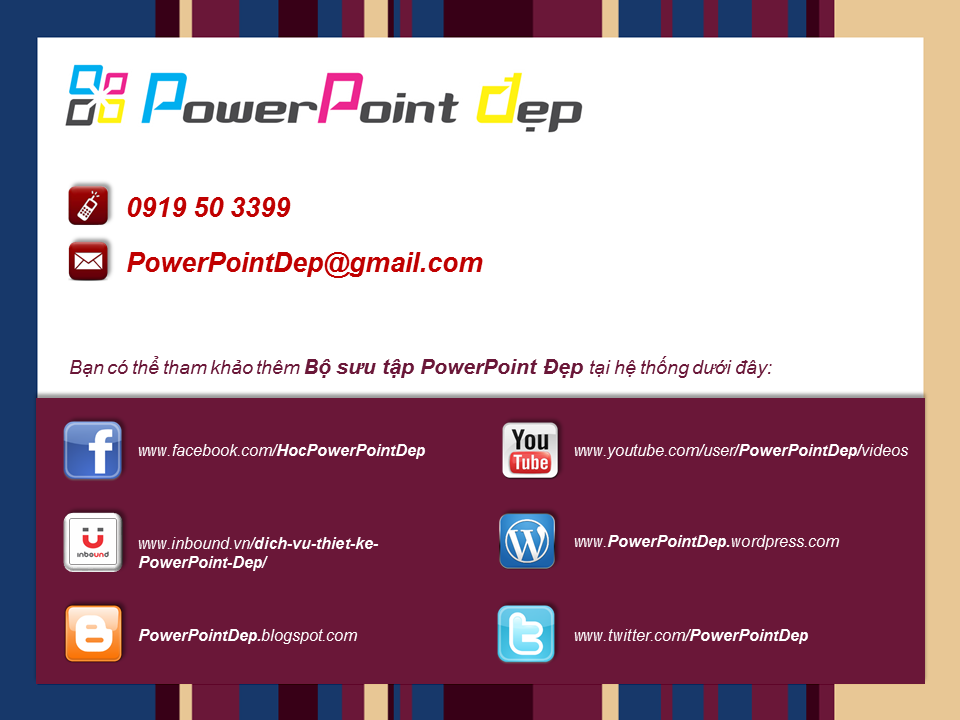 PowerPoint đẹp
0919 50 3399
PowerPointDep@gmail.com
Bạn có thể tham khảo thêm Bộ sưu tập PowerPoint Đẹp tại hệ thống dưới đây:
f
www.facebook.com/HocPowerPointDep
You
Tube
www.youtube.com/user/PowerPointDep/videos
inbound
www.inbound.vn/dich-vu-thiet-ke-
PowerPoint-Dep/
W
www.PowerPointDep.wordpress.com
B
PowerPointDep.blogspot.com
t
www.twitter.com/PowerPointDep